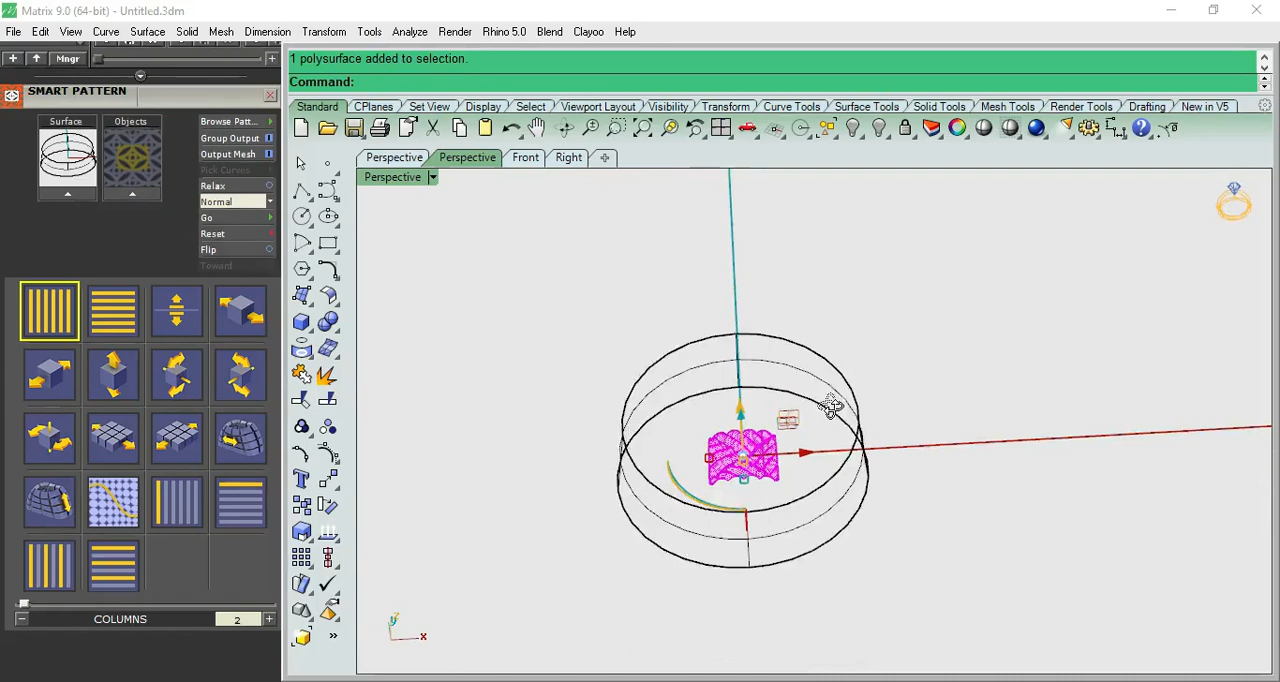 Matrix 9.0 (64-bit) - Untitled.3dm
File Edit View Curve Surface Solid Mesh Dimension Transform Tools Analyze Render Rhino 5.0 Blend Clayoo Help
Mngr
1 polysurface added to selection.
Command:
SMART PATTERN
Standard CPlanes Set View Display Select Viewport Layout Visibility Transform Curve Tools Surface Tools Solid Tools Mesh Tools Render Tools Drafting New in V5
Surface Objects
Browse Patt...
Group Output
Output Mesh
Pick Curves
Relax
Normal
Go
Reset
Flip
Toward
Perspective Perspective Front Right
Perspective
COLUMNS 2
x